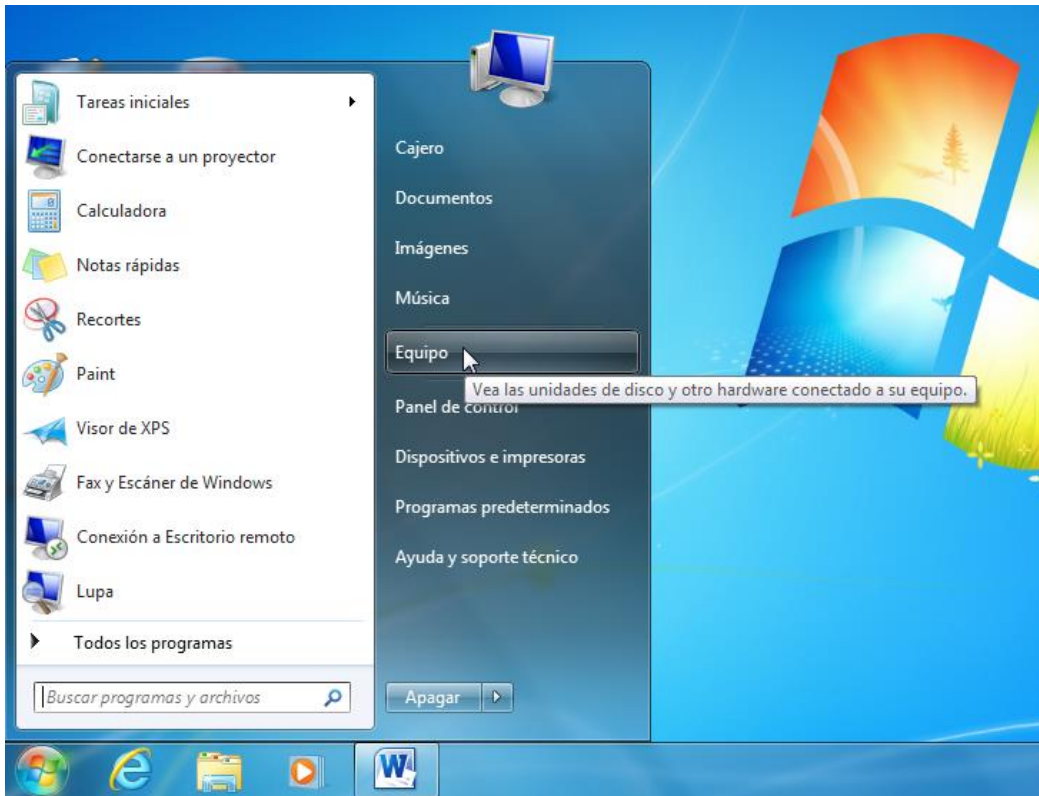 Tareas iniciales
Conectarse a un proyector
Calculadora
Notas rápidas
Recortes
Paint
Visor de XPS
Fax y Escáner de Windows
Conexión a Escritorio remoto
Lupa
Todos los programas
Buscar programas y archivos
Cajero
Documentos
Imágenes
Música
Equipo
Vea las unidades de disco y otro hardware conectado a su equipo.
Panel de control
Dispositivos e impresoras
Programas predeterminados
Ayuda y soporte técnico
Apagar
W